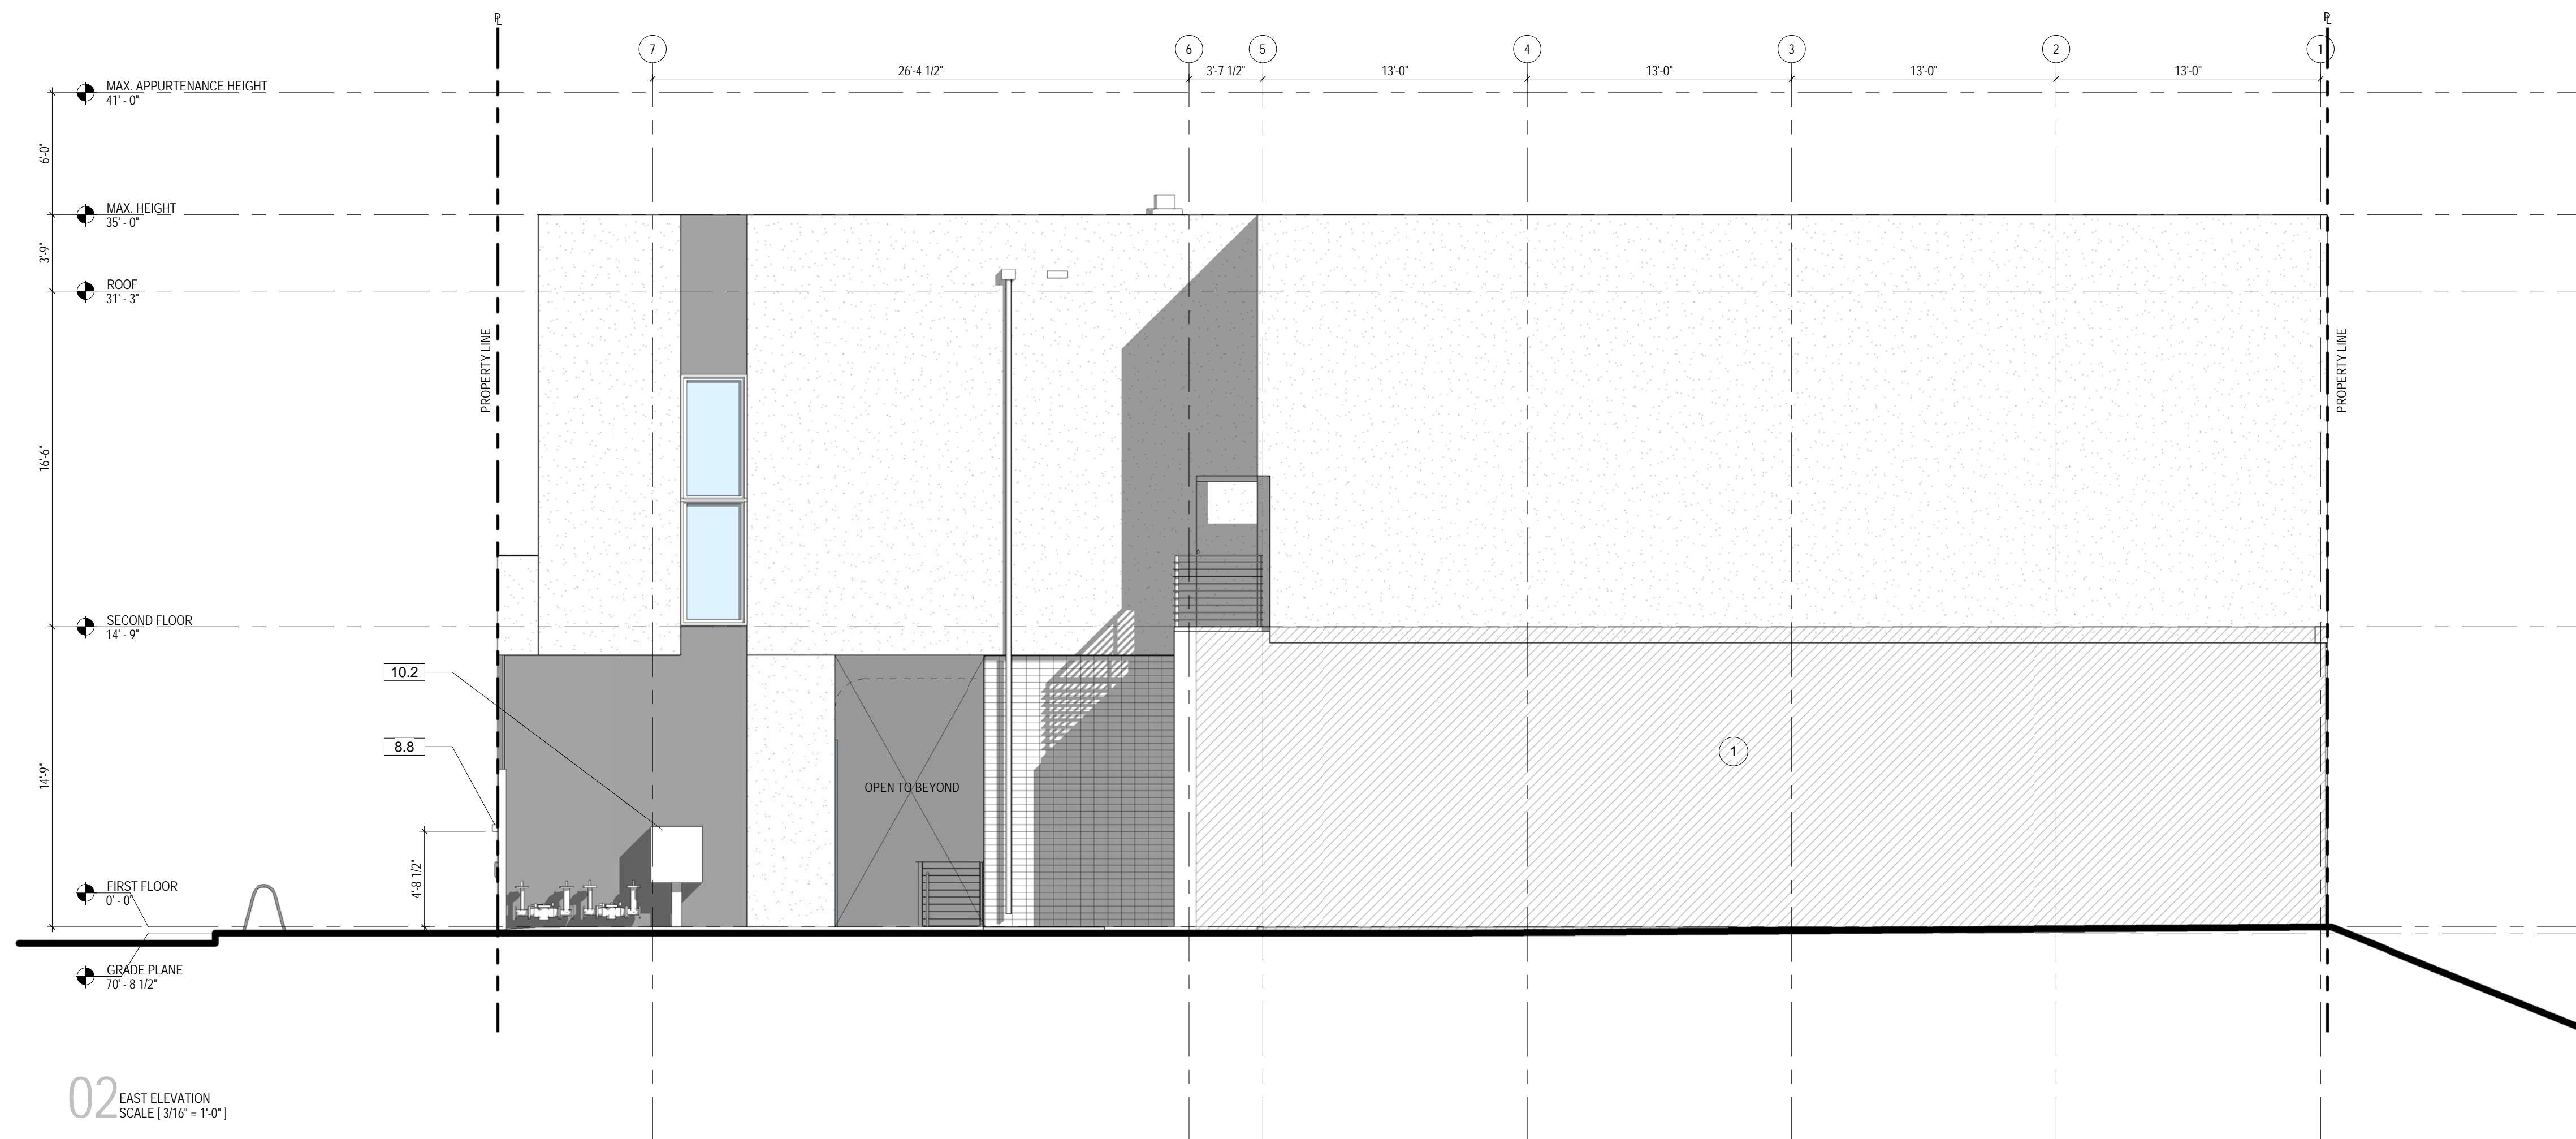 PL
PL
7
6
5
4
3
2
1
26'-4 1/2"
3'-7 1/2"
13'-0"
13'-0"
13'-0"
13'-0"
MAX. APPURTENANCE HEIGHT
41' - 0"
6'-0"
MAX. HEIGHT
35' - 0"
3'-9"
ROOF
31' - 3"
PROPERTY LINE
PROPERTY LINE
16'-6"
SECOND FLOOR
14' - 9"
10.2
8.8
1
14'-9"
OPEN TO BEYOND
4'-8 1/2"
FIRST FLOOR
0' - 0"
GRADE PLANE
70' - 8 1/2"
02
EAST ELEVATION
SCALE [ 3/16" = 1'-0" ]